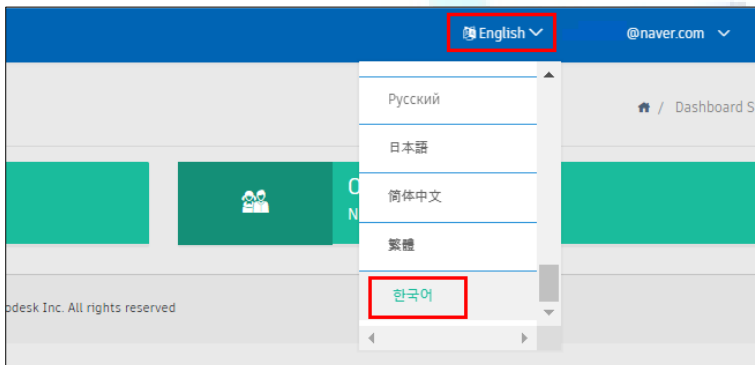 English
@naver.com
Русский
/ Dashboard S
日本語
简体中文
繁體
한국어
odesk Inc. All rights reserved